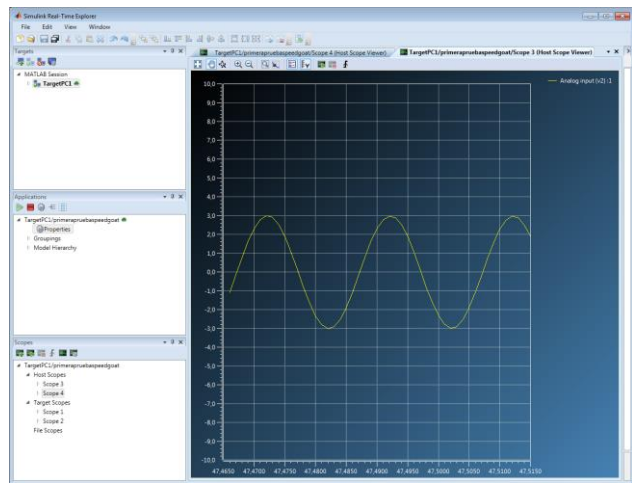 Simulink Real-Time Explorer
File Edit View Window
Targets
MATLAB Session
TargetPC1
Applications
TargetPC1/primerapruebaspeedgoat
Properties
Groupings
Model Hierarchy
Scopes
TargetPC1/primerapruebaspeedgoat
Host Scopes
Scope 3
Scope 4
Target Scopes
Scope 1
Scope 2
File Scopes
TargetPC1/primerapruebaspeedgoat/Scope 4 (Host Scope Viewer)
TargetPC1/primerapruebaspeedgoat/Scope 3 (Host Scope Viewer)
Analog input (v2) :1
10,0
9,0
8,0
7,0
6,0
5,0
4,0
3,0
2,0
1,0
0,0
-1,0
-2,0
-3,0
-4,0
-5,0
-6,0
-7,0
-8,0
-9,0
-10,0
47,4650 47,4700 47,4750 47,4800 47,4850 47,4900 47,4950 47,5000 47,5050 47,5100 47,5150